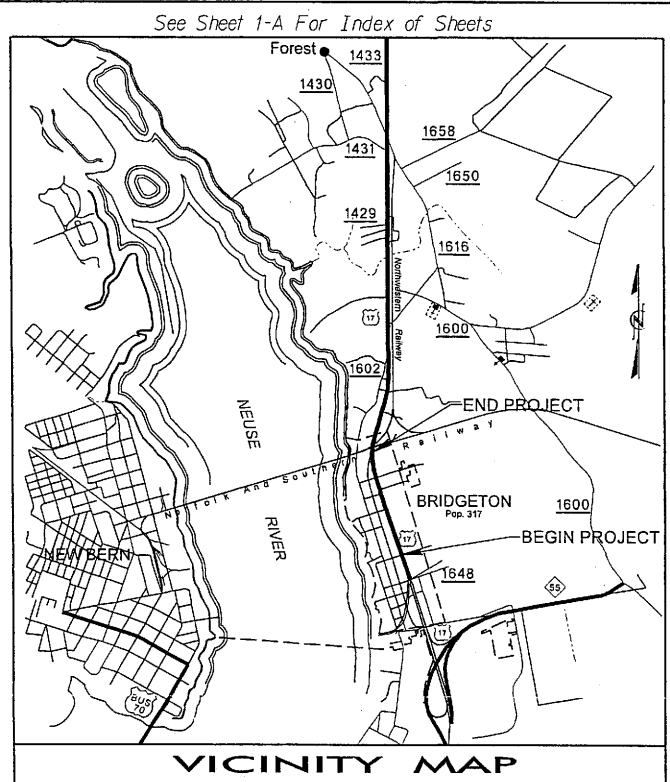 See Sheet 1-A For Index of Sheets
Forest
1433
1430
1658
1431
1650
1429
1616
Northwestern Railway
17
1600
1602
END PROJECT
NEUSE
Norfolk And Southern Railway
BRIDGETON
Pop. 317
1600
RIVER
17
BEGIN PROJECT
NEW BERN
1648
55
17
BUS
70
VICINITY MAP